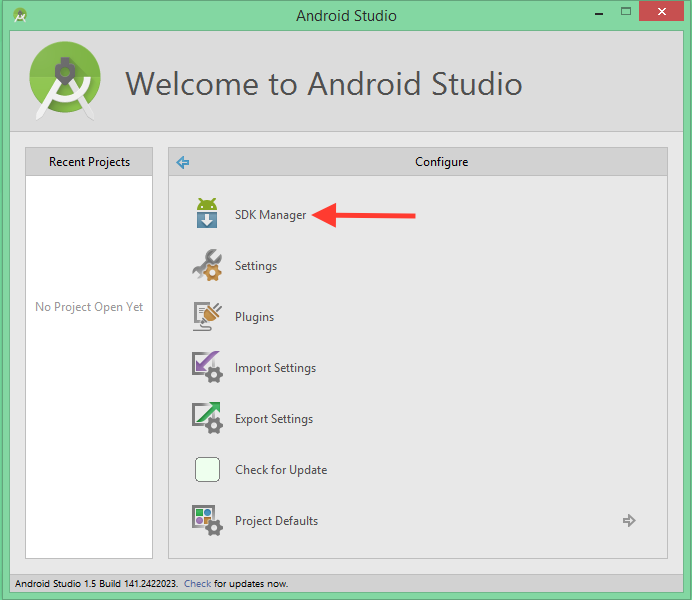 Android Studio
Welcome to Android Studio
Recent Projects
No Project Open Yet
Configure
SDK Manager
Settings
Plugins
Import Settings
Export Settings
Check for Update
Project Defaults
Android Studio 1.5 Build 141.2422023. Check for updates now.